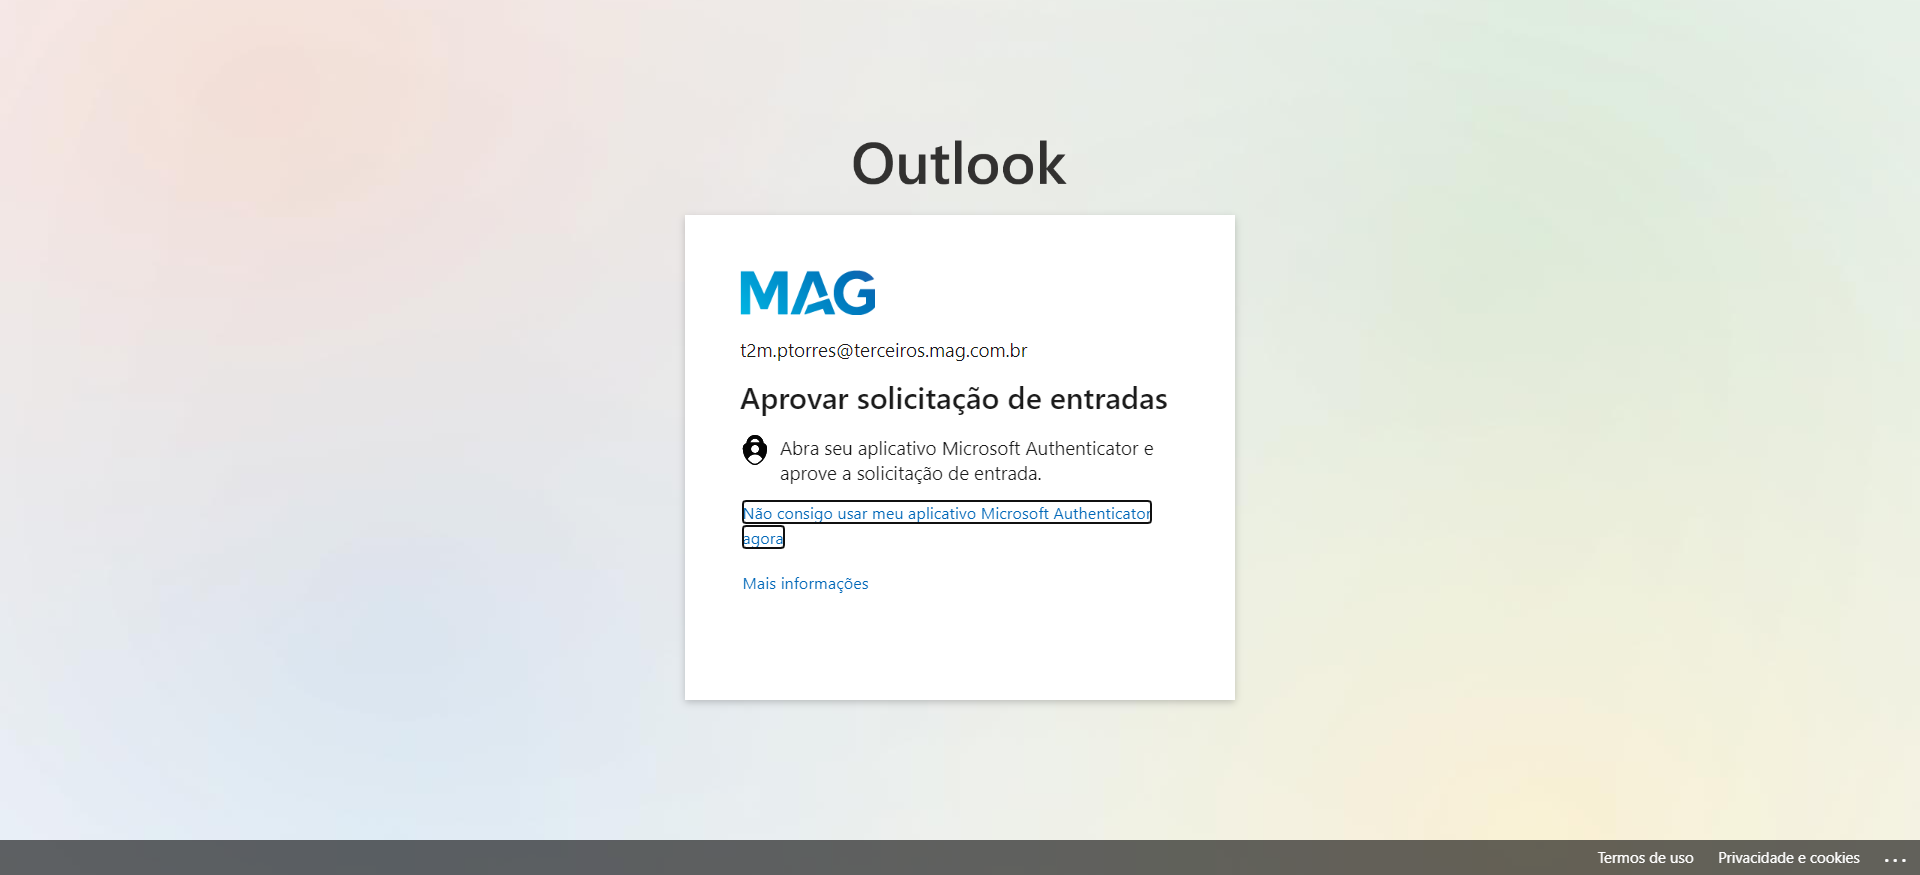 Outlook
MAG
t2m.ptorres@terceiros.mag.com.br
Aprovar solicitação de entradas
Abra seu aplicativo Microsoft Authenticator e
aprove a solicitação de entrada.
Não consigo usar meu aplicativo Microsoft Authenticator
agora
Mais informações
Termos de uso Privacidade e cookies ...